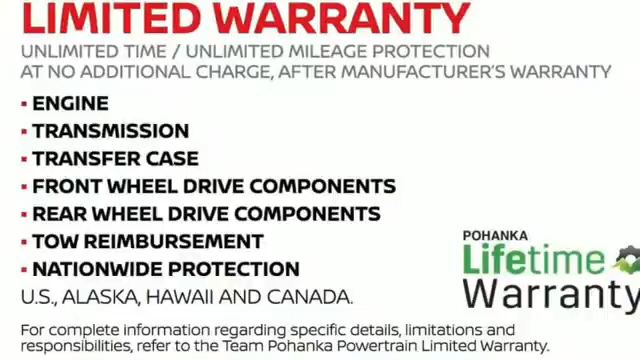 LIMITED WARRANTY
UNLIMITED TIME / UNLIMITED MILEAGE PROTECTION
AT NO ADDITIONAL CHARGE, AFTER MANUFACTURER'S WARRANTY
▪ ENGINE
▪ TRANSMISSION
▪ TRANSFER CASE
▪ FRONT WHEEL DRIVE COMPONENTS
▪ REAR WHEEL DRIVE COMPONENTS
▪ TOW REIMBURSEMENT
▪ NATIONWIDE PROTECTION
U.S., ALASKA, HAWAII AND CANADA.
POHANKA
Lifetime
Warranty
For complete information regarding specific details, limitations and
responsibilities, refer to the Team Pohanka Powertrain Limited Warranty.